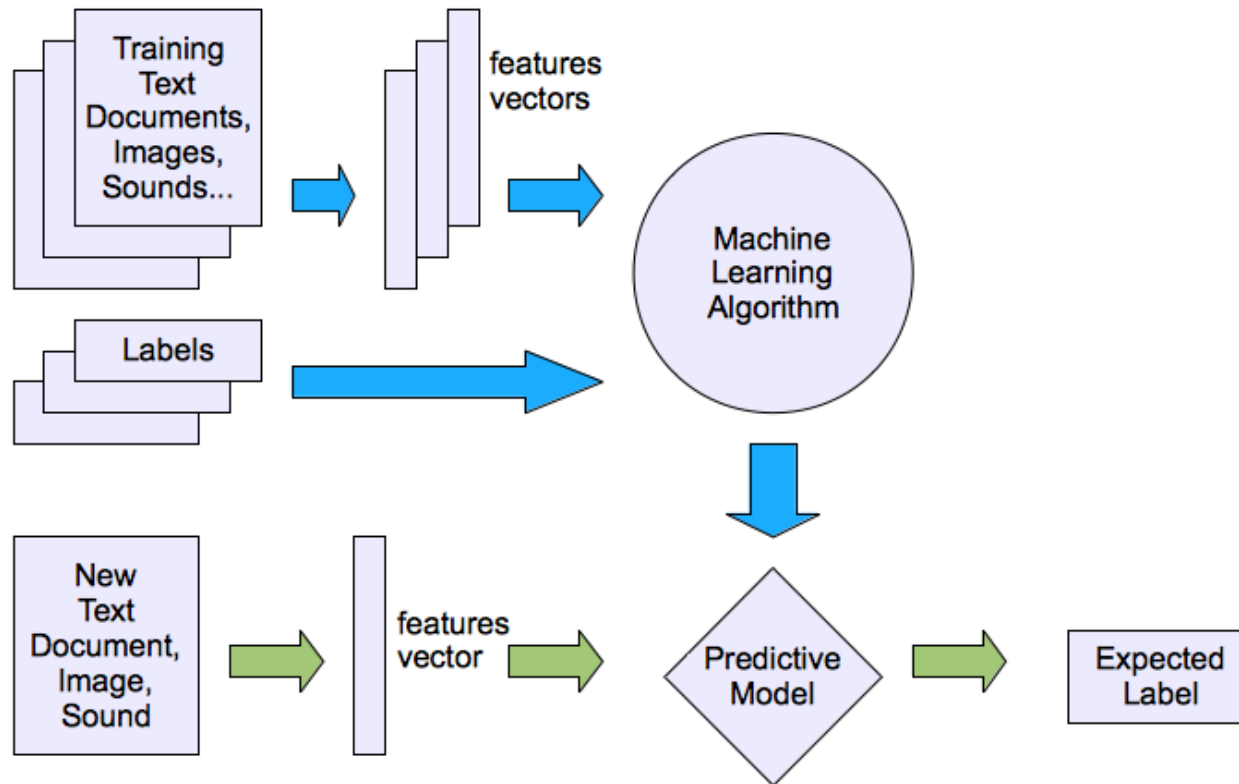 Training
Text
Documents,
Images,
Sounds...
features
vectors
Machine
Learning
Algorithm
Labels
New
Text
Document,
Image,
Sound
features
vector
Predictive
Model
Expected
Label